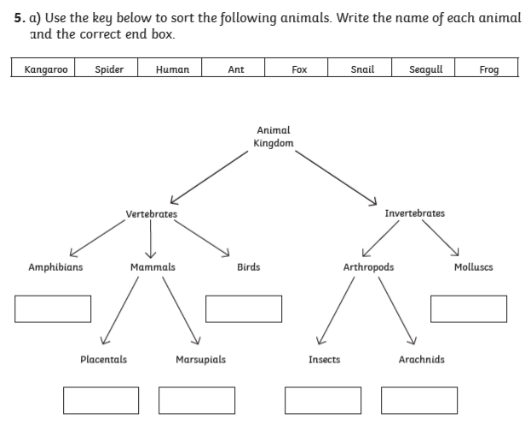 5. a) Use the key below to sort the following animals. Write the name of each animal
and the correct end box.
Kangaroo Spider Human Ant Fox Snail Seagull Frog
Animal
Kingdom
Vertebrates Invertebrates
Amphibians Mammals Birds Arthropods Molluscs
Placentals Marsupials Insects Arachnids